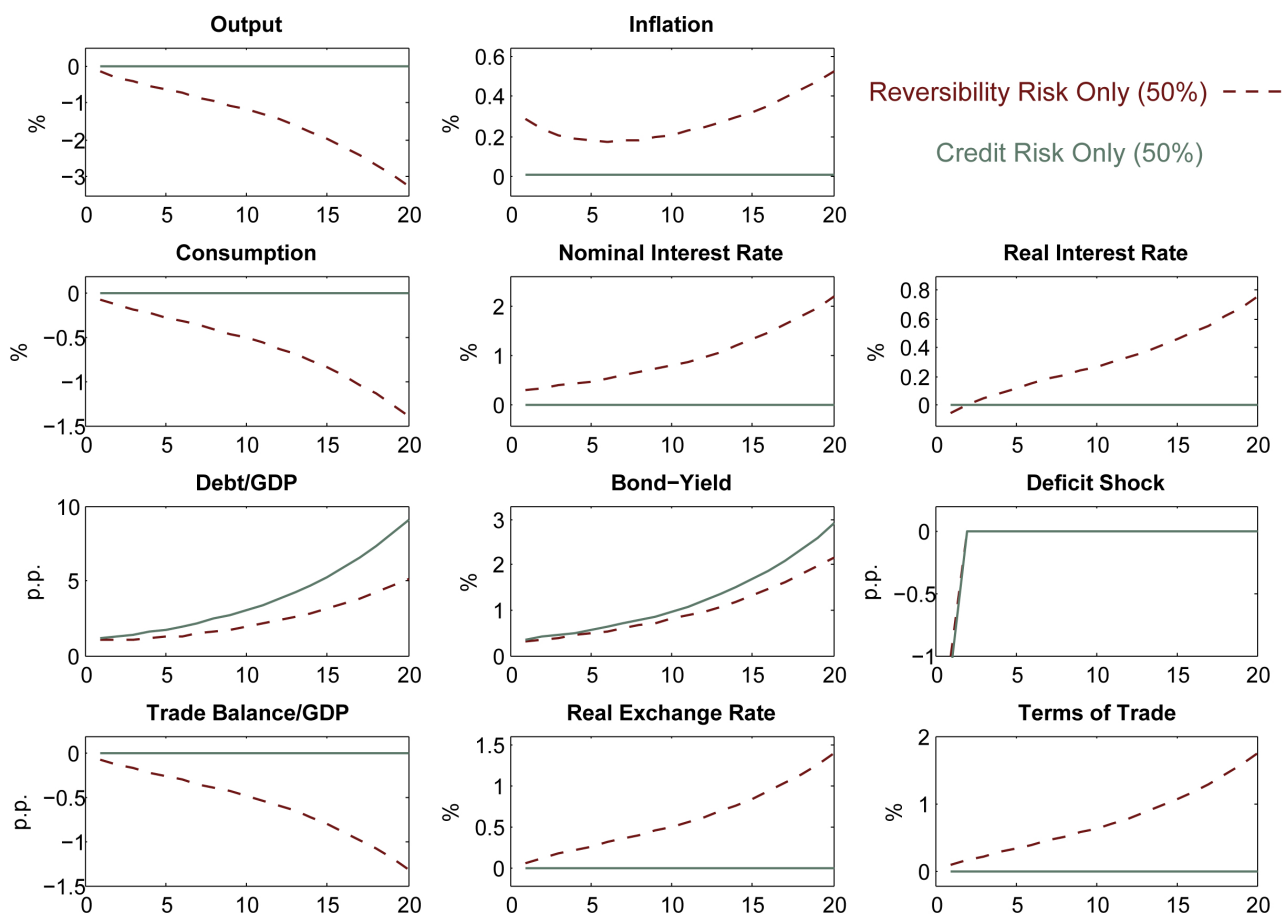 Output
%
0
−1
−2
−3
0 5 10 15 20
Inflation
%
0.6
0.4
0.2
0
0 5 10 15 20
Reversibility Risk Only (50%)
Credit Risk Only (50%)
Consumption
%
0
−0.5
−1
−1.5
0 5 10 15 20
Nominal Interest Rate
%
2
1
0
0 5 10 15 20
Real Interest Rate
%
0.8
0.6
0.4
0.2
0
5 10 15 20
Debt/GDP
p.p.
10
5
0
0 5 10 15 20
Bond−Yield
%
3
2
1
0
0 5 10 15 20
Deficit Shock
p.p.
0
−0.5
−1
5 10 15 20
Trade Balance/GDP
p.p.
0
−0.5
−1
−1.5
0 5 10 15 20
Real Exchange Rate
%
1.5
1
0.5
0
0 5 10 15 20
Terms of Trade
%
2
1
0
0 5 10 15 20